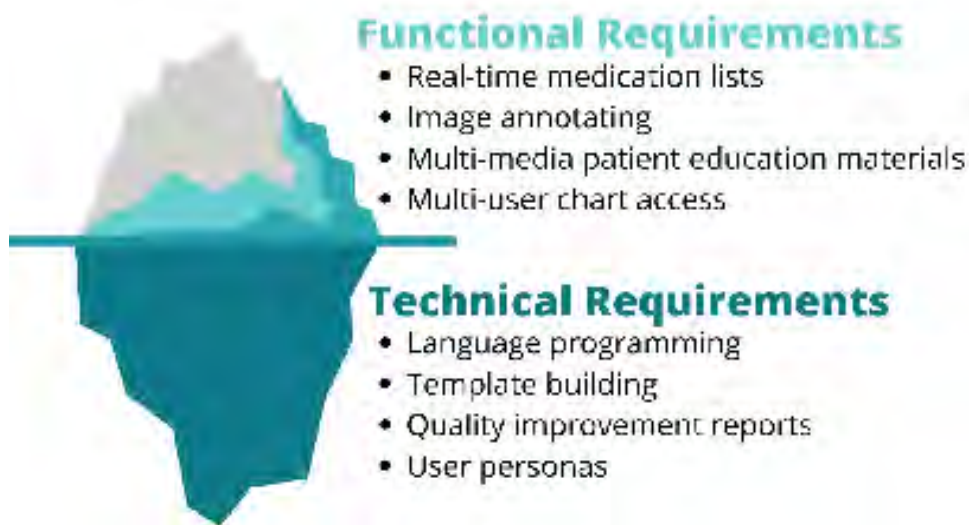 Functional Requirements
• Real-time medication lists
• Image annotating
• Multi-media patient education materials
• Multi-user chart access
Technical Requirements
• Language programming
• Template building
• Quality improvement reports
• User personas